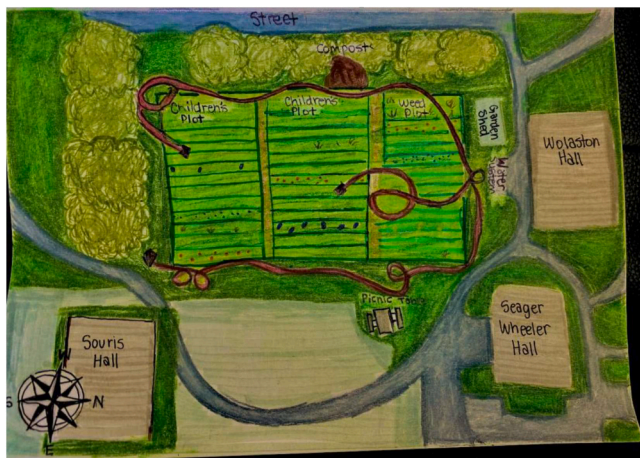 Street
Compost
Children's
Plot
Children's
Plot
Weed
Plot
Garden
Shed
Water
Wolaston
Hall
Picnic
Seager
Wheeler
Hall
Souris
Hall
W
S
N
E